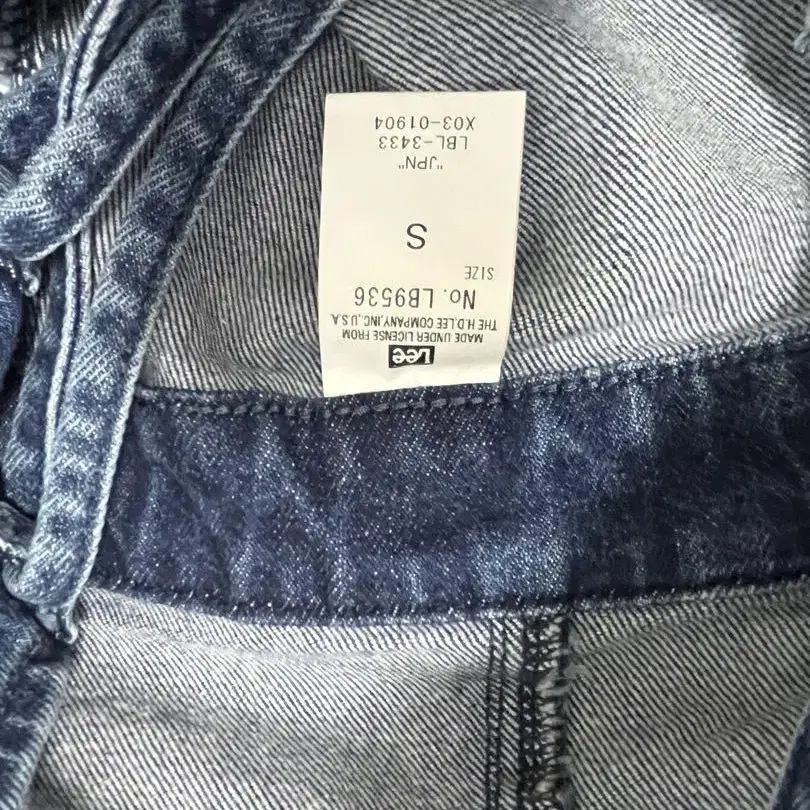 Lee
MADE UNDER LICENSE FROM
THE H.D.LEE COMPANY,INC.,U.S.A.
No. LB9536
SIZE
S
"JPN"
LBL-3433
X03-01904